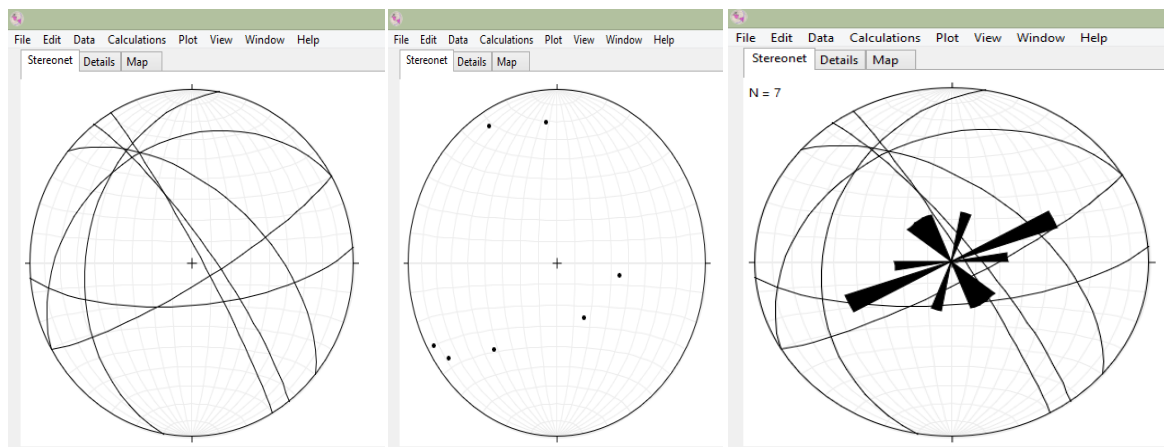 File Edit Data Calculations Plot View Window Help
Stereonet Details Map
File Edit Data Calculations Plot View Window Help
Stereonet Details Map
File Edit Data Calculations Plot View Window Help
Stereonet Details Map
N = 7